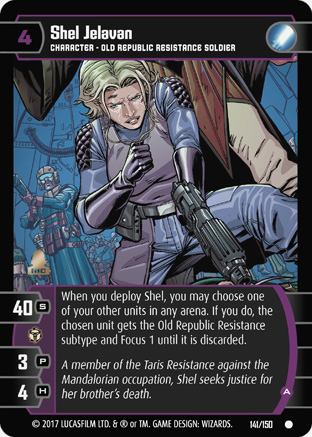 4
Shel Jelavan
CHARACTER - OLD REPUBLIC RESISTANCE SOLDIER
40 S
3 P
4 H
When you deploy Shel, you may choose one
of your other units in any arena. If you do, the
chosen unit gets the Old Republic Resistance
subtype and Focus 1 until it is discarded.
A member of the Taris Resistance against the
Mandalorian occupation, Shel seeks justice for
her brother's death.
A
© 2017 LUCASFILM LTD. & ® or TM. GAME DESIGN: WIZARDS.
141/150